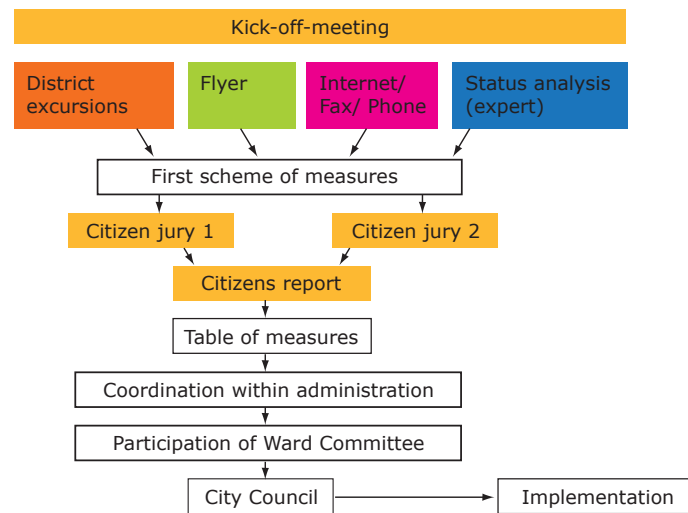 Kick-off-meeting
District
excursions
Flyer
Internet/
Fax/ Phone
Status analysis
(expert)
First scheme of measures
Citizen jury 1
Citizen jury 2
Citizens report
Table of measures
Coordination within administration
Participation of Ward Committee
City Council
Implementation